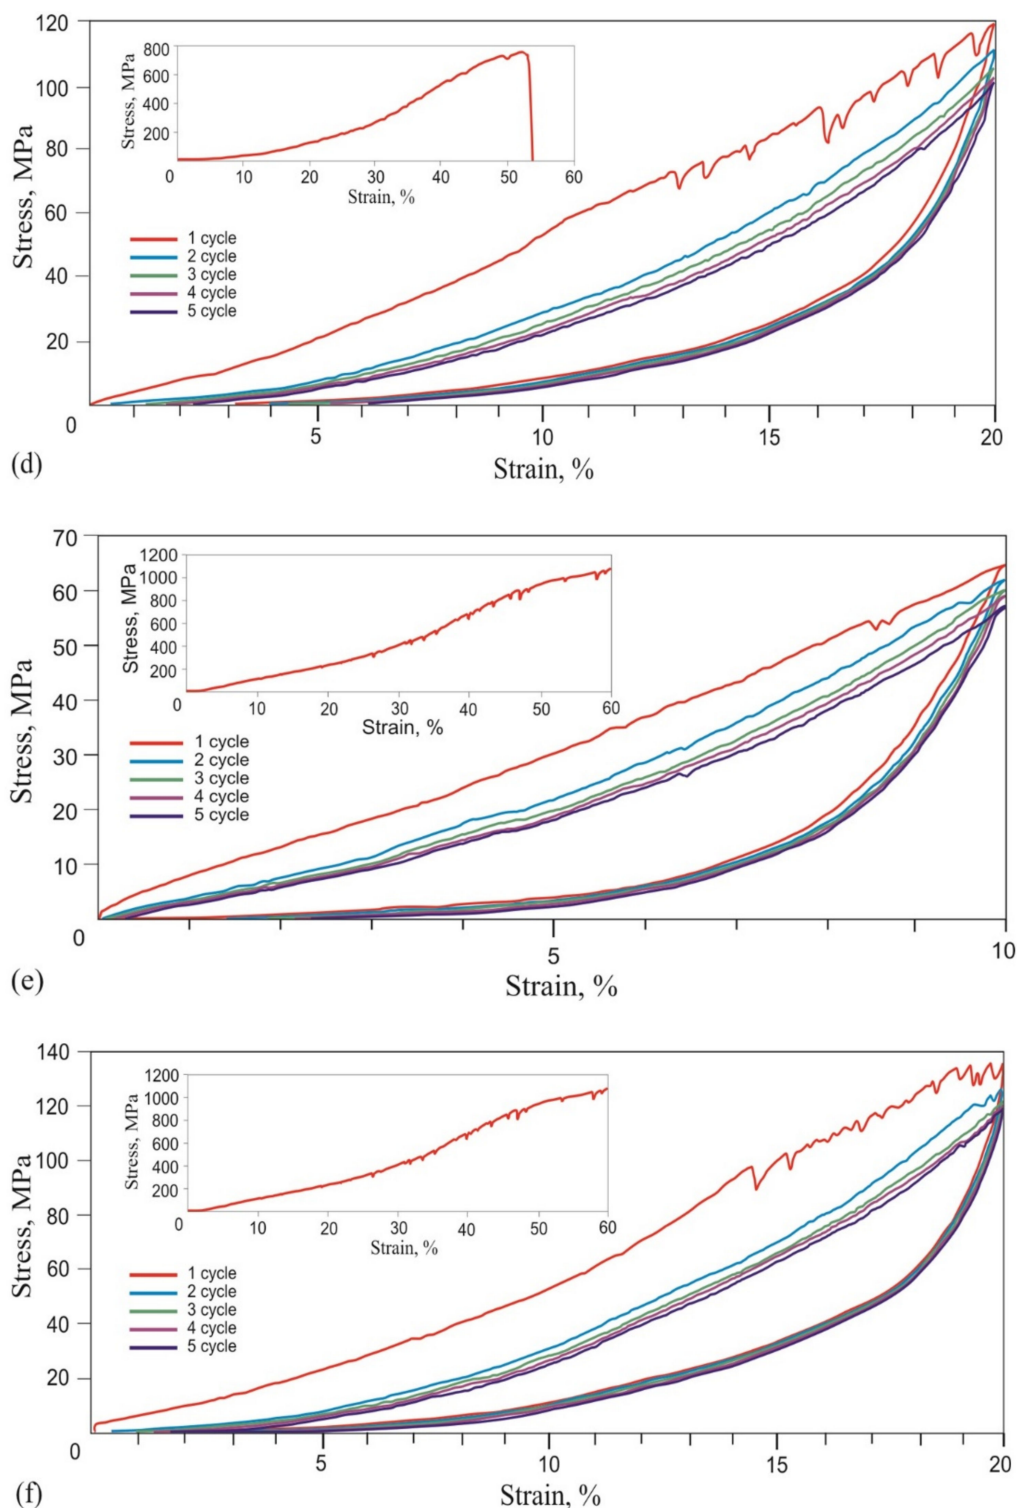 120
100
80
60
40
20
0
Stress, MPa
800
600
400
200
Stress, MPa
0 10 20 30 40 50 60
Strain, %
1 cycle
2 cycle
3 cycle
4 cycle
5 cycle
5 10 15 20
Strain, %
(d)
70
60
50
40
30
20
10
0
Stress, MPa
1200
1000
800
600
400
200
Stress, MPa
0 10 20 30 40 50 60
Strain, %
1 cycle
2 cycle
3 cycle
4 cycle
5 cycle
5 10
Strain, %
(e)
140
120
100
80
60
40
20
0
Stress, MPa
1200
1000
800
600
400
200
Stress, MPa
0 10 20 30 40 50 60
Strain, %
1 cycle
2 cycle
3 cycle
4 cycle
5 cycle
5 10 15 20
Strain, %
(f)